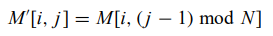 M′[i, j] = M[i, (j − 1) mod N]